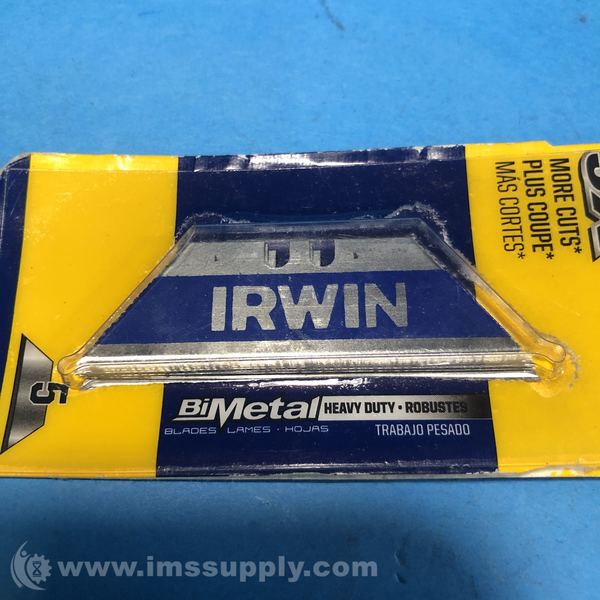 IRWIN
BiMetal HEAVY DUTY • ROBUSTES
BLADES LAMES • HOJAS TRABAJO PESADO
MORE CUTS*
PLUS COUPE*
MÁS CORTES*
5
www.imssupply.com